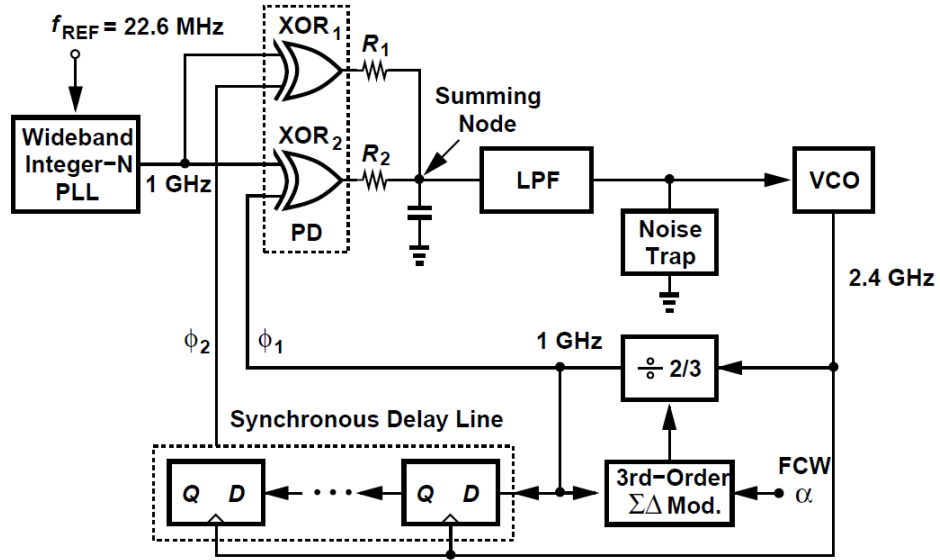 f REF = 22.6 MHz
XOR1
R1
Summing
Node
Wideband
Integer−N
PLL
1 GHz
XOR2
R2
PD
LPF
VCO
Noise
Trap
2.4 GHz
ϕ2
ϕ1
1 GHz
÷ 2/3
Synchronous Delay Line
Q D
• • •
Q D
3rd−Order
ΣΔ Mod.
FCW
α